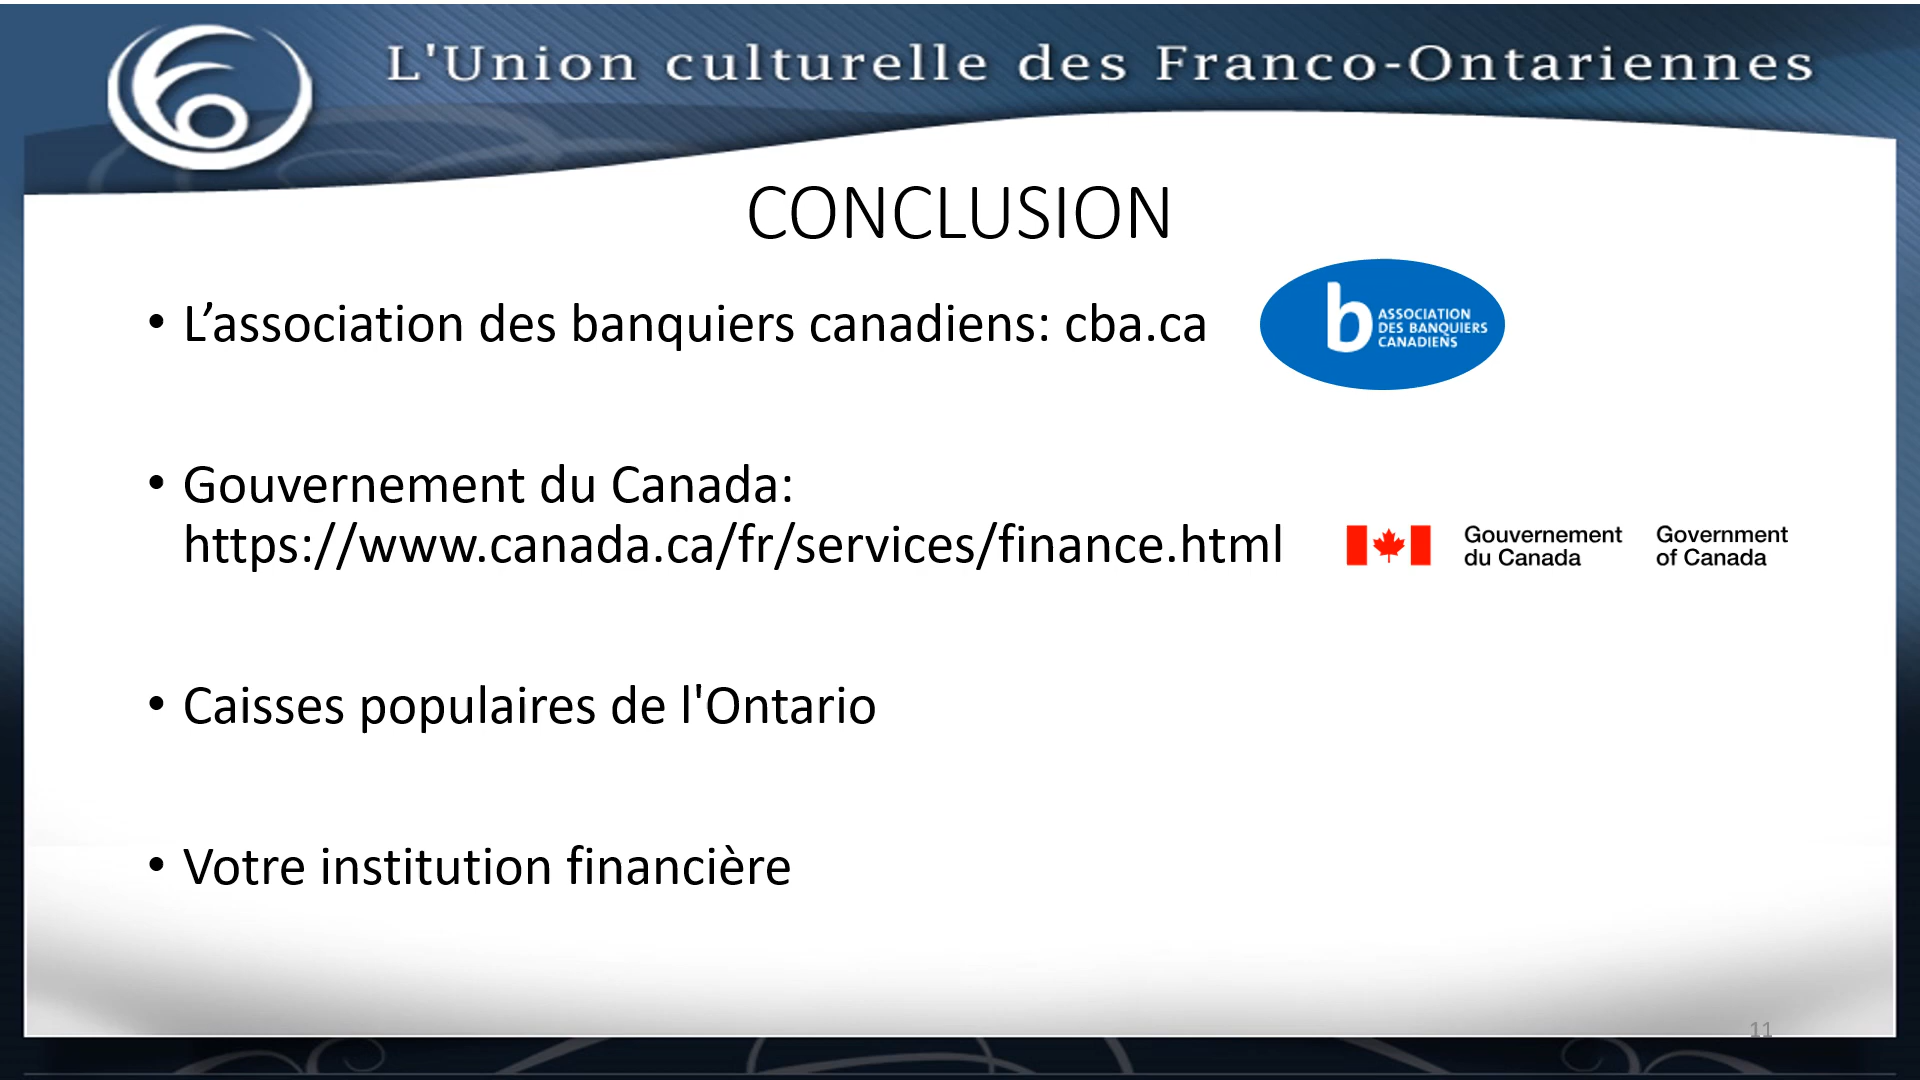 L'Union culturelle des Franco-Ontariennes
CONCLUSION
• L’association des banquiers canadiens: cba.ca
b ASSOCIATION
DES BANQUIERS
CANADIENS
• Gouvernement du Canada:
https://www.canada.ca/fr/services/finance.html
Gouvernement
du Canada
Government
of Canada
• Caisses populaires de l'Ontario
• Votre institution financière
11